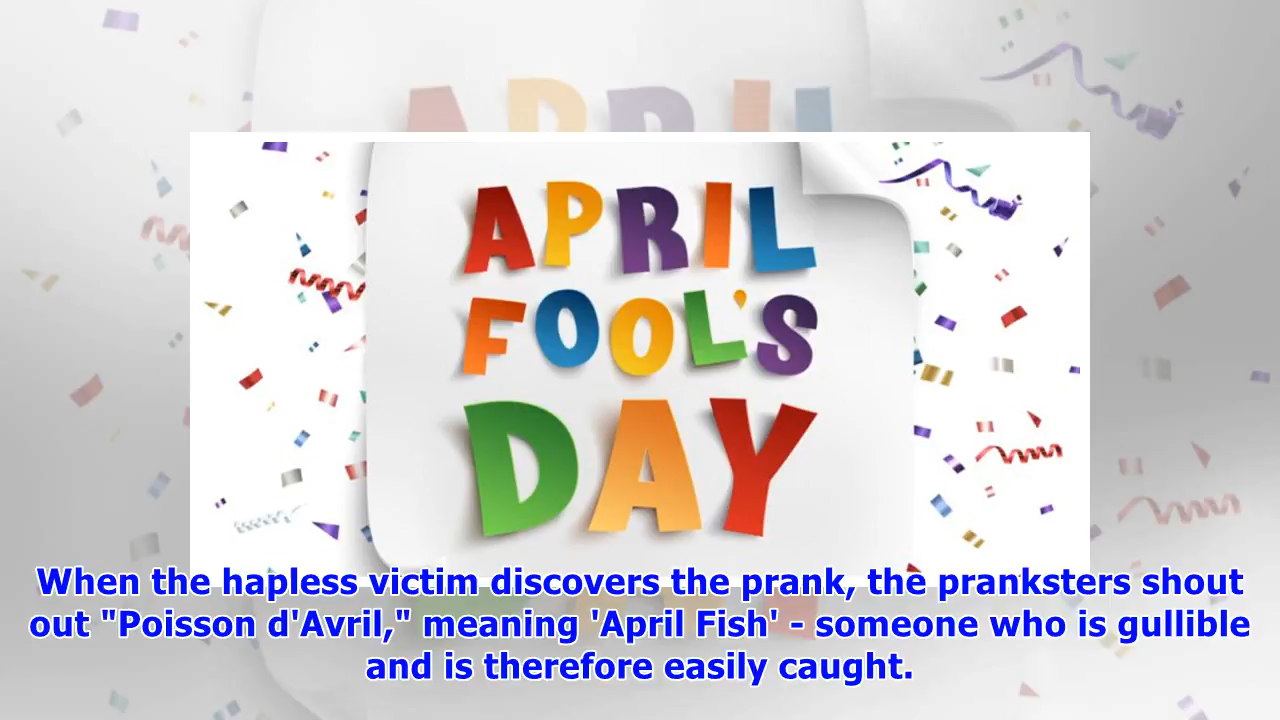 APRIL
APRIL
FOOL'S
DAY
When the hapless victim discovers the prank, the pranksters shout
out "Poisson d'Avril," meaning 'April Fish' - someone who is gullible
and is therefore easily caught.